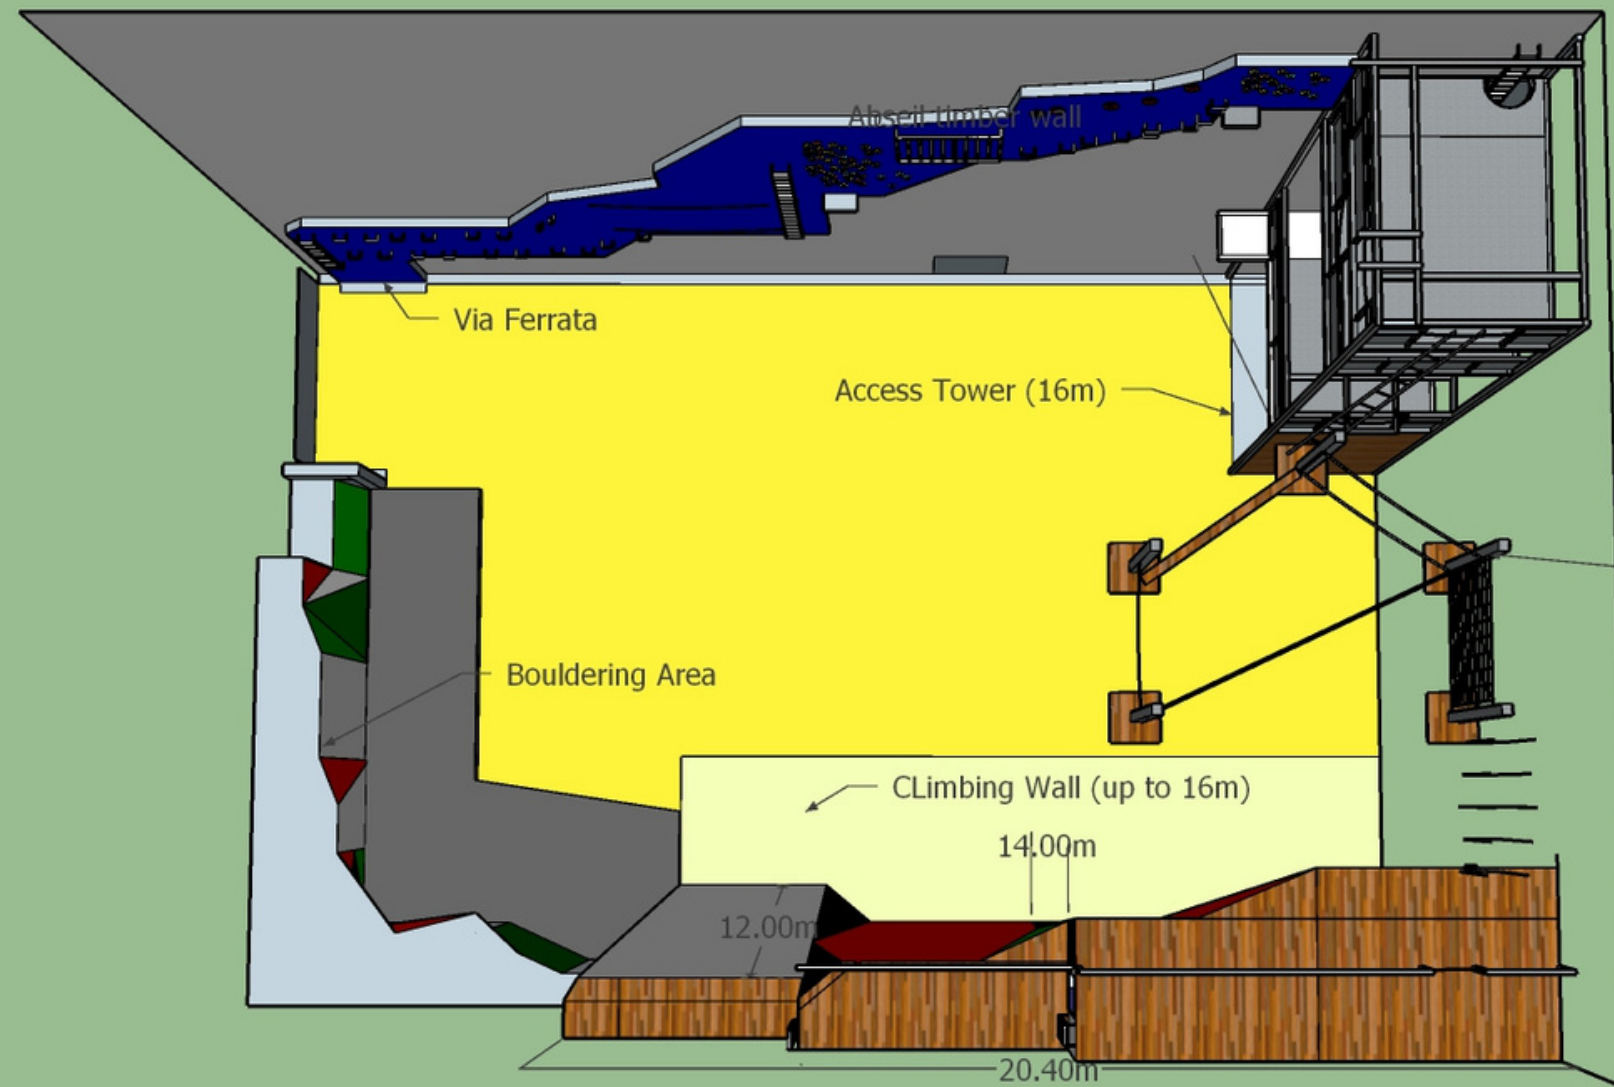 Abseil timber wall
Via Ferrata
Access Tower (16m)
Bouldering Area
CLimbing Wall (up to 16m)
14.00m
12.00m
20.40m